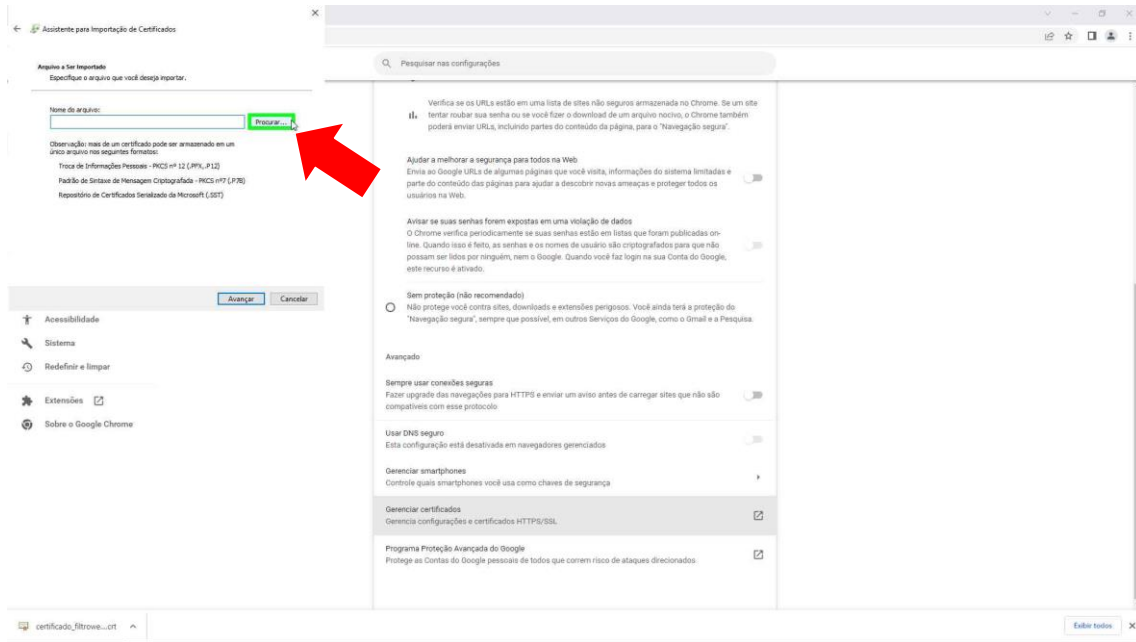 Assistente para Importação de Certificados
Arquivo a Ser Importado
Especifique o arquivo que você deseja importar.
Nome do arquivo:
Procurar...
Observação: mais de um certificado pode ser armazenado em um
único arquivo nos seguintes formatos:
Troca de Informações Pessoais - PKCS nº 12 (.PFX,.P12)
Padrão de Sintaxe de Mensagem Criptografada - PKCS nº7 (.P7B)
Repositório de Certificados Serializado da Microsoft (.SST)
Avançar
Cancelar
Acessibilidade
Sistema
Redefinir e limpar
Extensões
Sobre o Google Chrome
Pesquisar nas configurações
Verifica se os URLs estão em uma lista de sites não seguros armazenada no Chrome. Se um site
tentar roubar sua senha ou se você fizer o download de um arquivo nocivo, o Chrome também
poderá enviar URLs, incluindo partes do conteúdo da página, para o "Navegação segura".
Ajudar a melhorar a segurança para todos na Web
Envia ao Google URLs de algumas páginas que você visita, informações do sistema limitadas e
parte do conteúdo das páginas para ajudar a descobrir novas ameaças e proteger todos os
usuários na Web.
Avisar se suas senhas forem expostas em uma violação de dados
O Chrome verifica periodicamente se suas senhas estão em listas que foram publicadas on-
line. Quando isso é feito, as senhas e os nomes de usuário são criptografados para que não
possam ser lidos por ninguém, nem o Google. Quando você faz login na sua Conta do Google,
este recurso é ativado.
Sem proteção (não recomendado)
Não protege você contra sites, downloads e extensões perigosos. Você ainda terá a proteção do
"Navegação segura", sempre que possível, em outros Serviços do Google, como o Gmail e a Pesquisa.
Avançado
Sempre usar conexões seguras
Fazer upgrade das navegações para HTTPS e enviar um aviso antes de carregar sites que não são
compatíveis com esse protocolo
Usar DNS seguro
Esta configuração está desativada em navegadores gerenciados
Gerenciar smartphones
Controle quais smartphones você usa como chaves de segurança
Gerenciar certificados
Gerencia configurações e certificados HTTPS/SSL
Programa Proteção Avançada do Google
Protege as Contas do Google pessoais de todos que correm risco de ataques direcionados
certificado_filtrowe....crt
Exibir todos